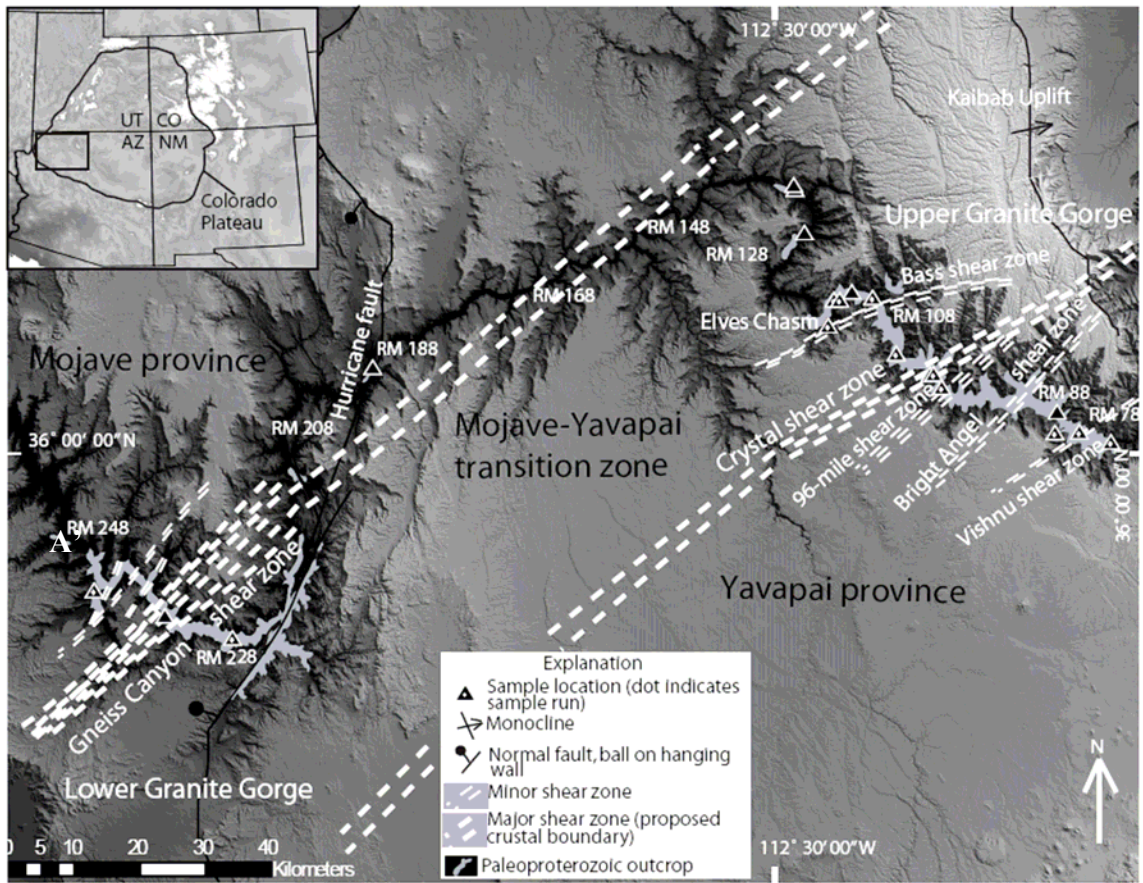 112° 30′ 00″W
Kaibab Uplift
UT CO
AZ NM
Colorado
Plateau
Upper Granite Gorge
RM 148
RM 128
Bass shear zone
RM 168
RM 108
Elves Chasm
Hurricane fault
RM 188
Mojave province
shear zone
RM 88
RM 78
Crystal shear zone
RM 208
36° 00′ 00″N
Mojave-Yavapai
transition zone
96-mile shear zone
Bright Angel
Vishnu shear zone
36° 00′ 00″ N
RM 248
A’
Yavapai province
Gneiss Canyon shear zone
RM 228
Lower Granite Gorge
Explanation
Sample location (dot indicates
sample run)
Monocline
Normal fault, ball on hanging
wall
Minor shear zone
Major shear zone (proposed
crustal boundary)
Paleoproterozoic outcrop
N
0 5 10 20 30 40
Kilometers
112° 30′ 00″W